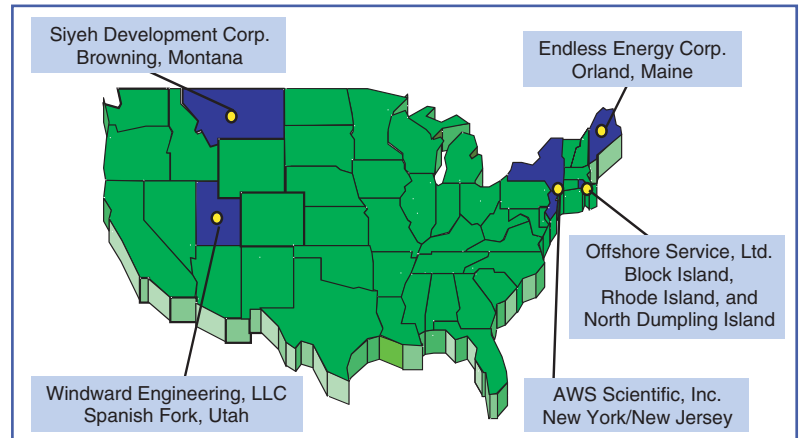 Siyeh Development Corp.
Browning, Montana
Endless Energy Corp.
Orland, Maine
Offshore Service, Ltd.
Block Island,
Rhode Island, and
North Dumpling Island
Windward Engineering, LLC
Spanish Fork, Utah
AWS Scientific, Inc.
New York/New Jersey